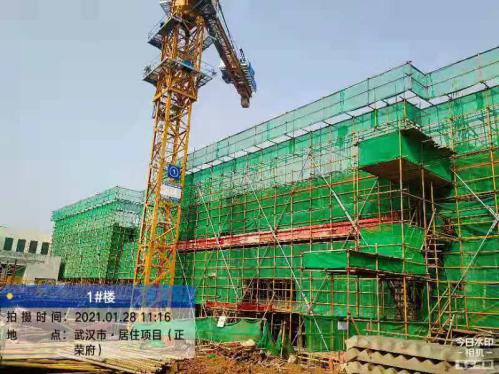 ①
1#楼
拍摄时间：2021.01.28 11:16
地　　点：武汉市·居住项目（正
荣府）
今日水印
-相机-